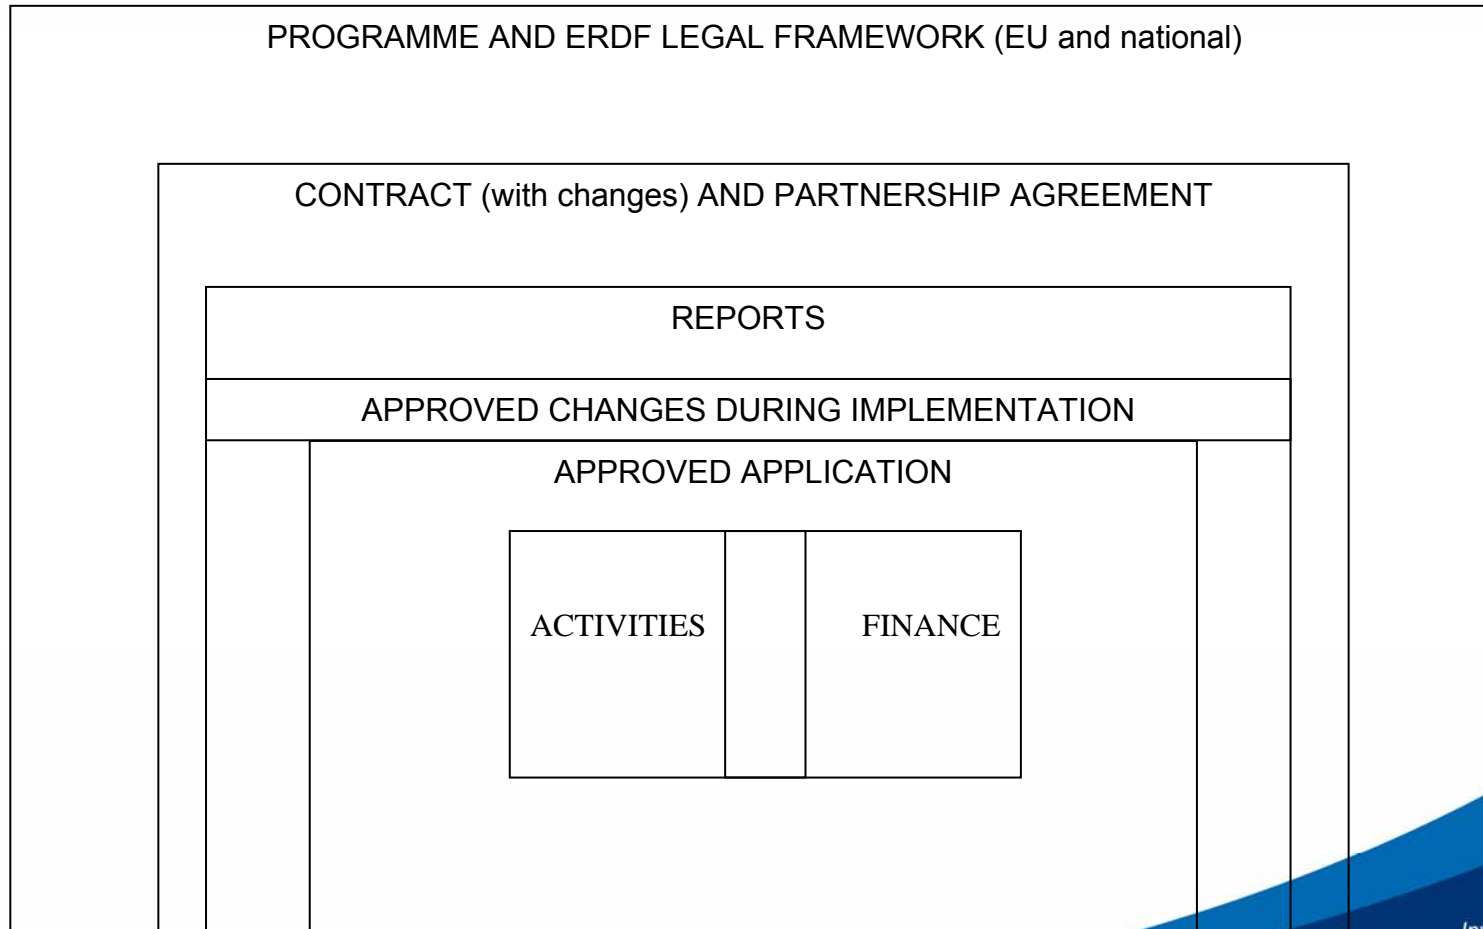 PROGRAMME AND ERDF LEGAL FRAMEWORK (EU and national)
CONTRACT (with changes) AND PARTNERSHIP AGREEMENT
REPORTS
APPROVED CHANGES DURING IMPLEMENTATION
APPROVED APPLICATION
ACTIVITIES FINANCE